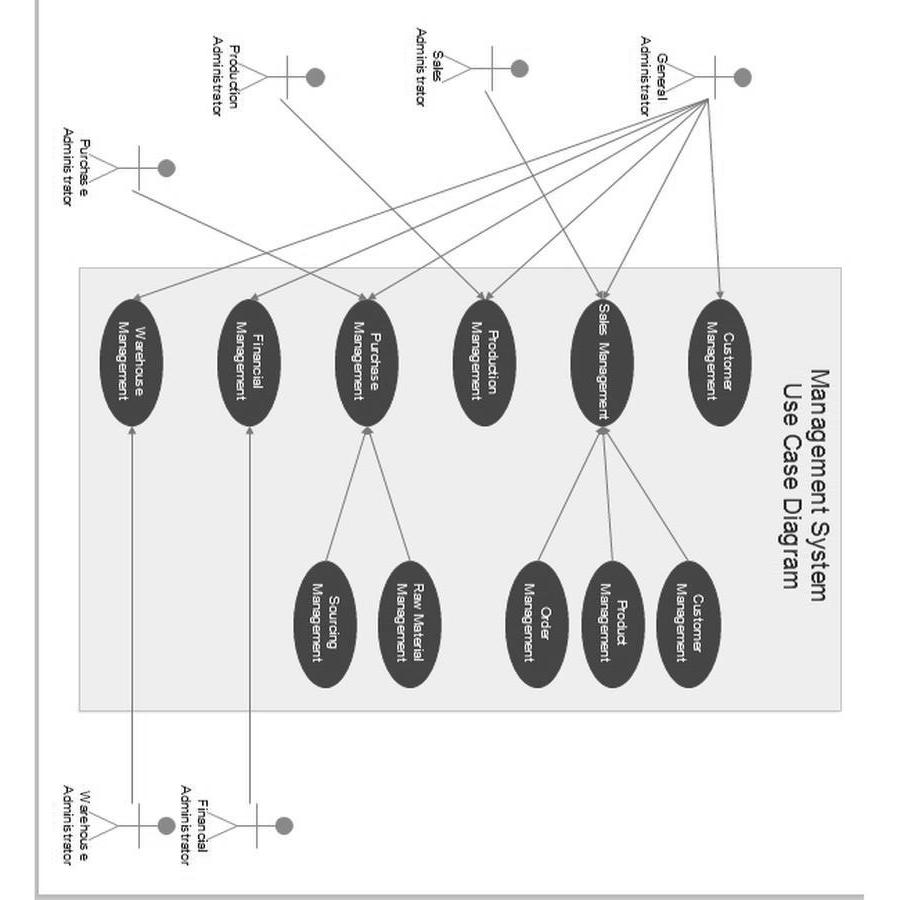 Management System
Use Case Diagram
General
Administrator
Customer
Management
Customer
Management
Sales Management
Product
Management
Sales
Administrator
Order
Management
Production
Management
Production
Administrator
Raw Material
Management
Purchase
Management
Sourcing
Management
Financial
Management
Financial
Administrator
Purchase
Administrator
Warehouse
Management
Warehouse
Administrator